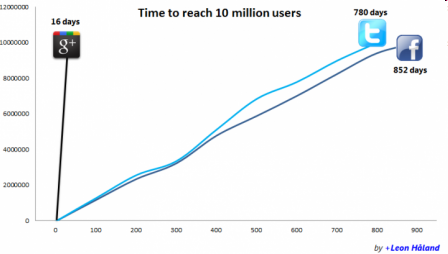 Time to reach 10 million users
16 days
780 days
852 days
12000000
10000000
8000000
6000000
4000000
2000000
0
0 100 200 300 400 500 600 700 800 900
g+
t
f
by +Leon Håland